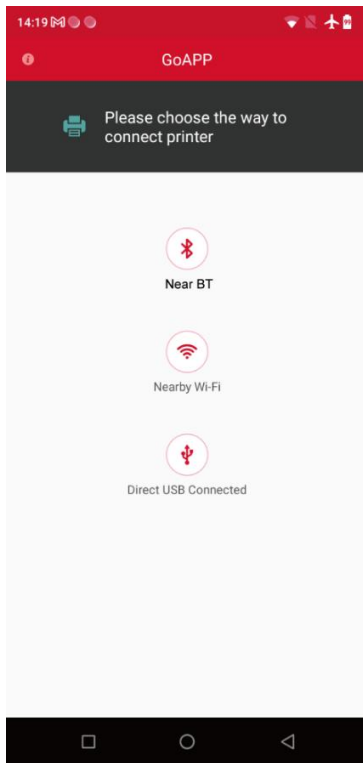 14:19
GoAPP
Please choose the way to
connect printer
Near BT
Nearby Wi-Fi
Direct USB Connected